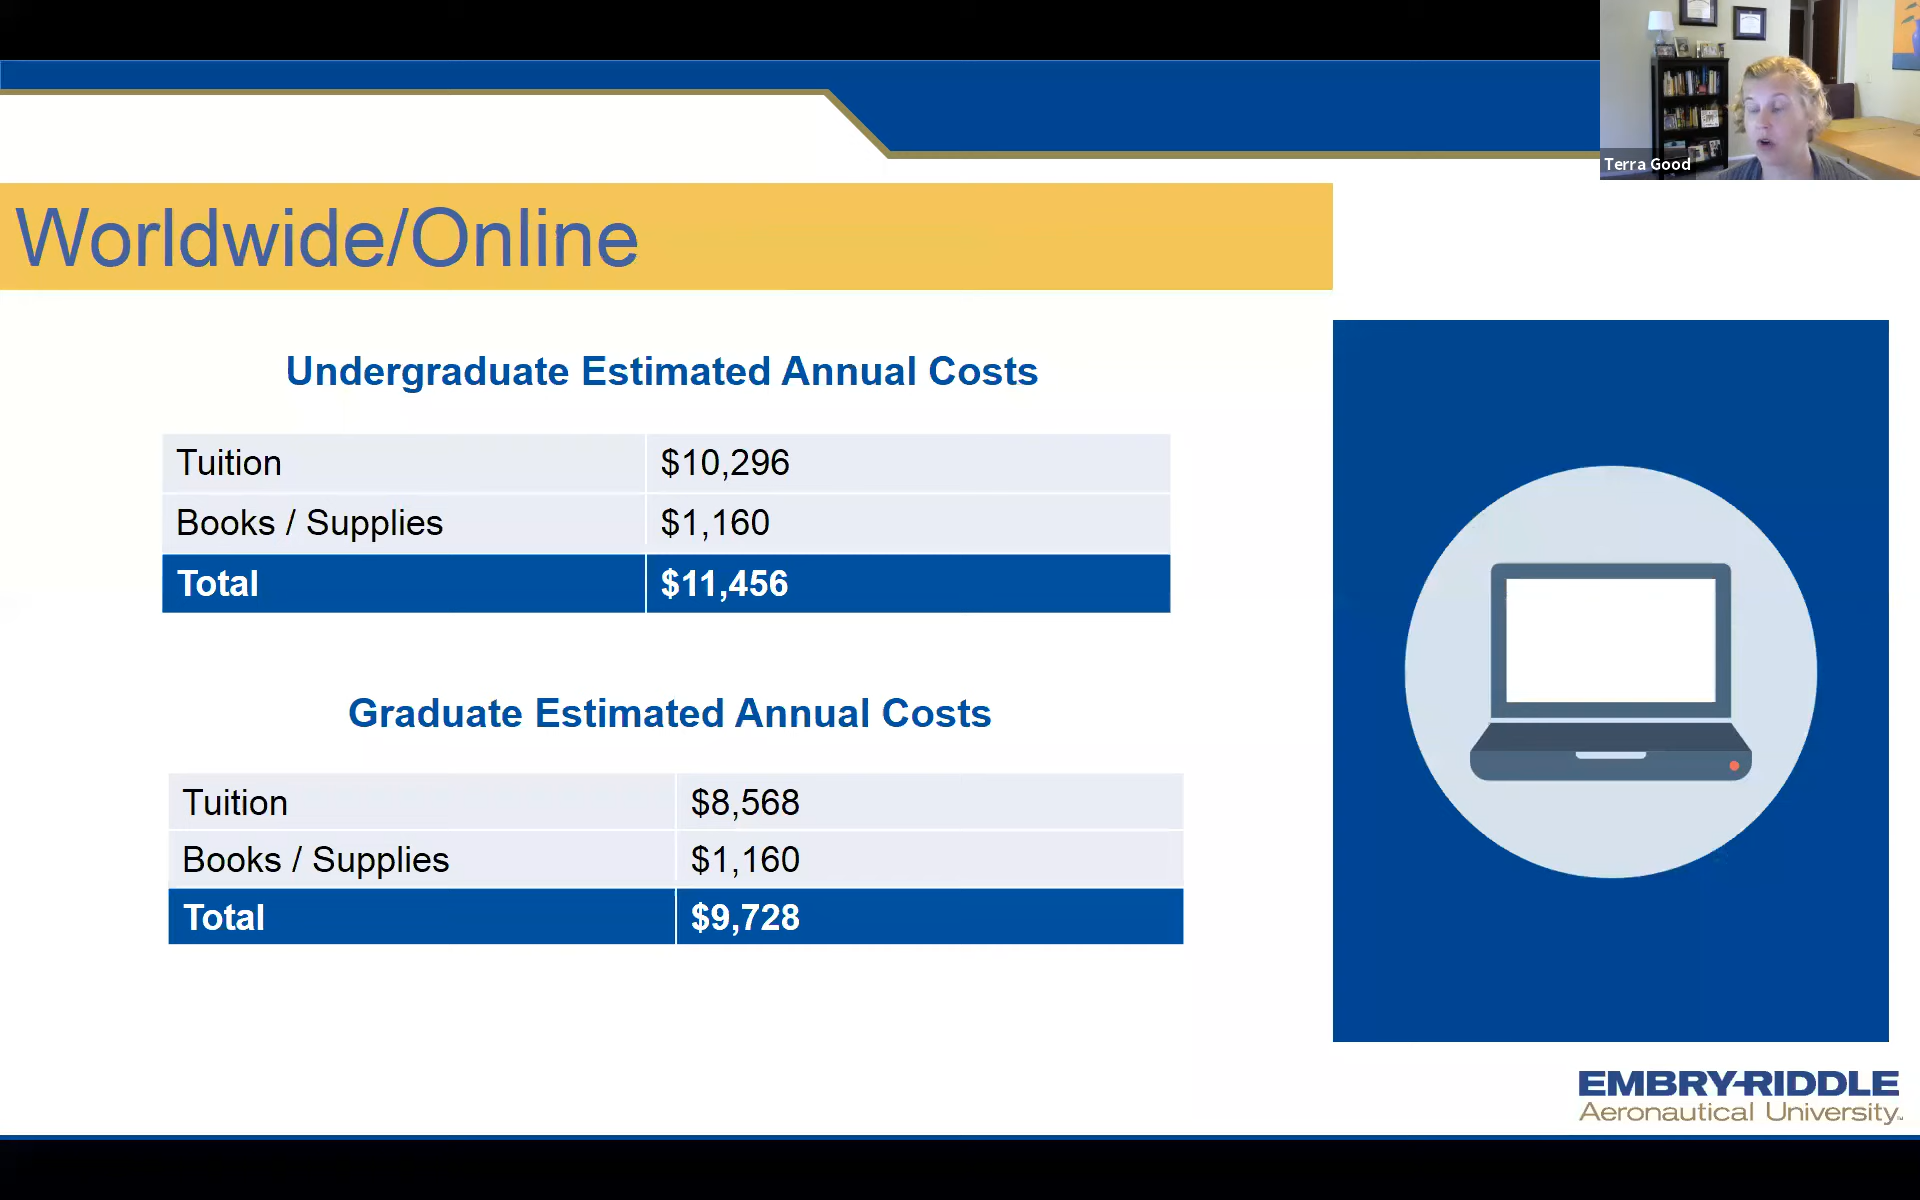 Terra Good
Worldwide/Online
Undergraduate Estimated Annual Costs
Tuition $10,296
Books / Supplies $1,160
Total $11,456
Graduate Estimated Annual Costs
Tuition $8,568
Books / Supplies $1,160
Total $9,728
EMBRY-RIDDLE
Aeronautical University